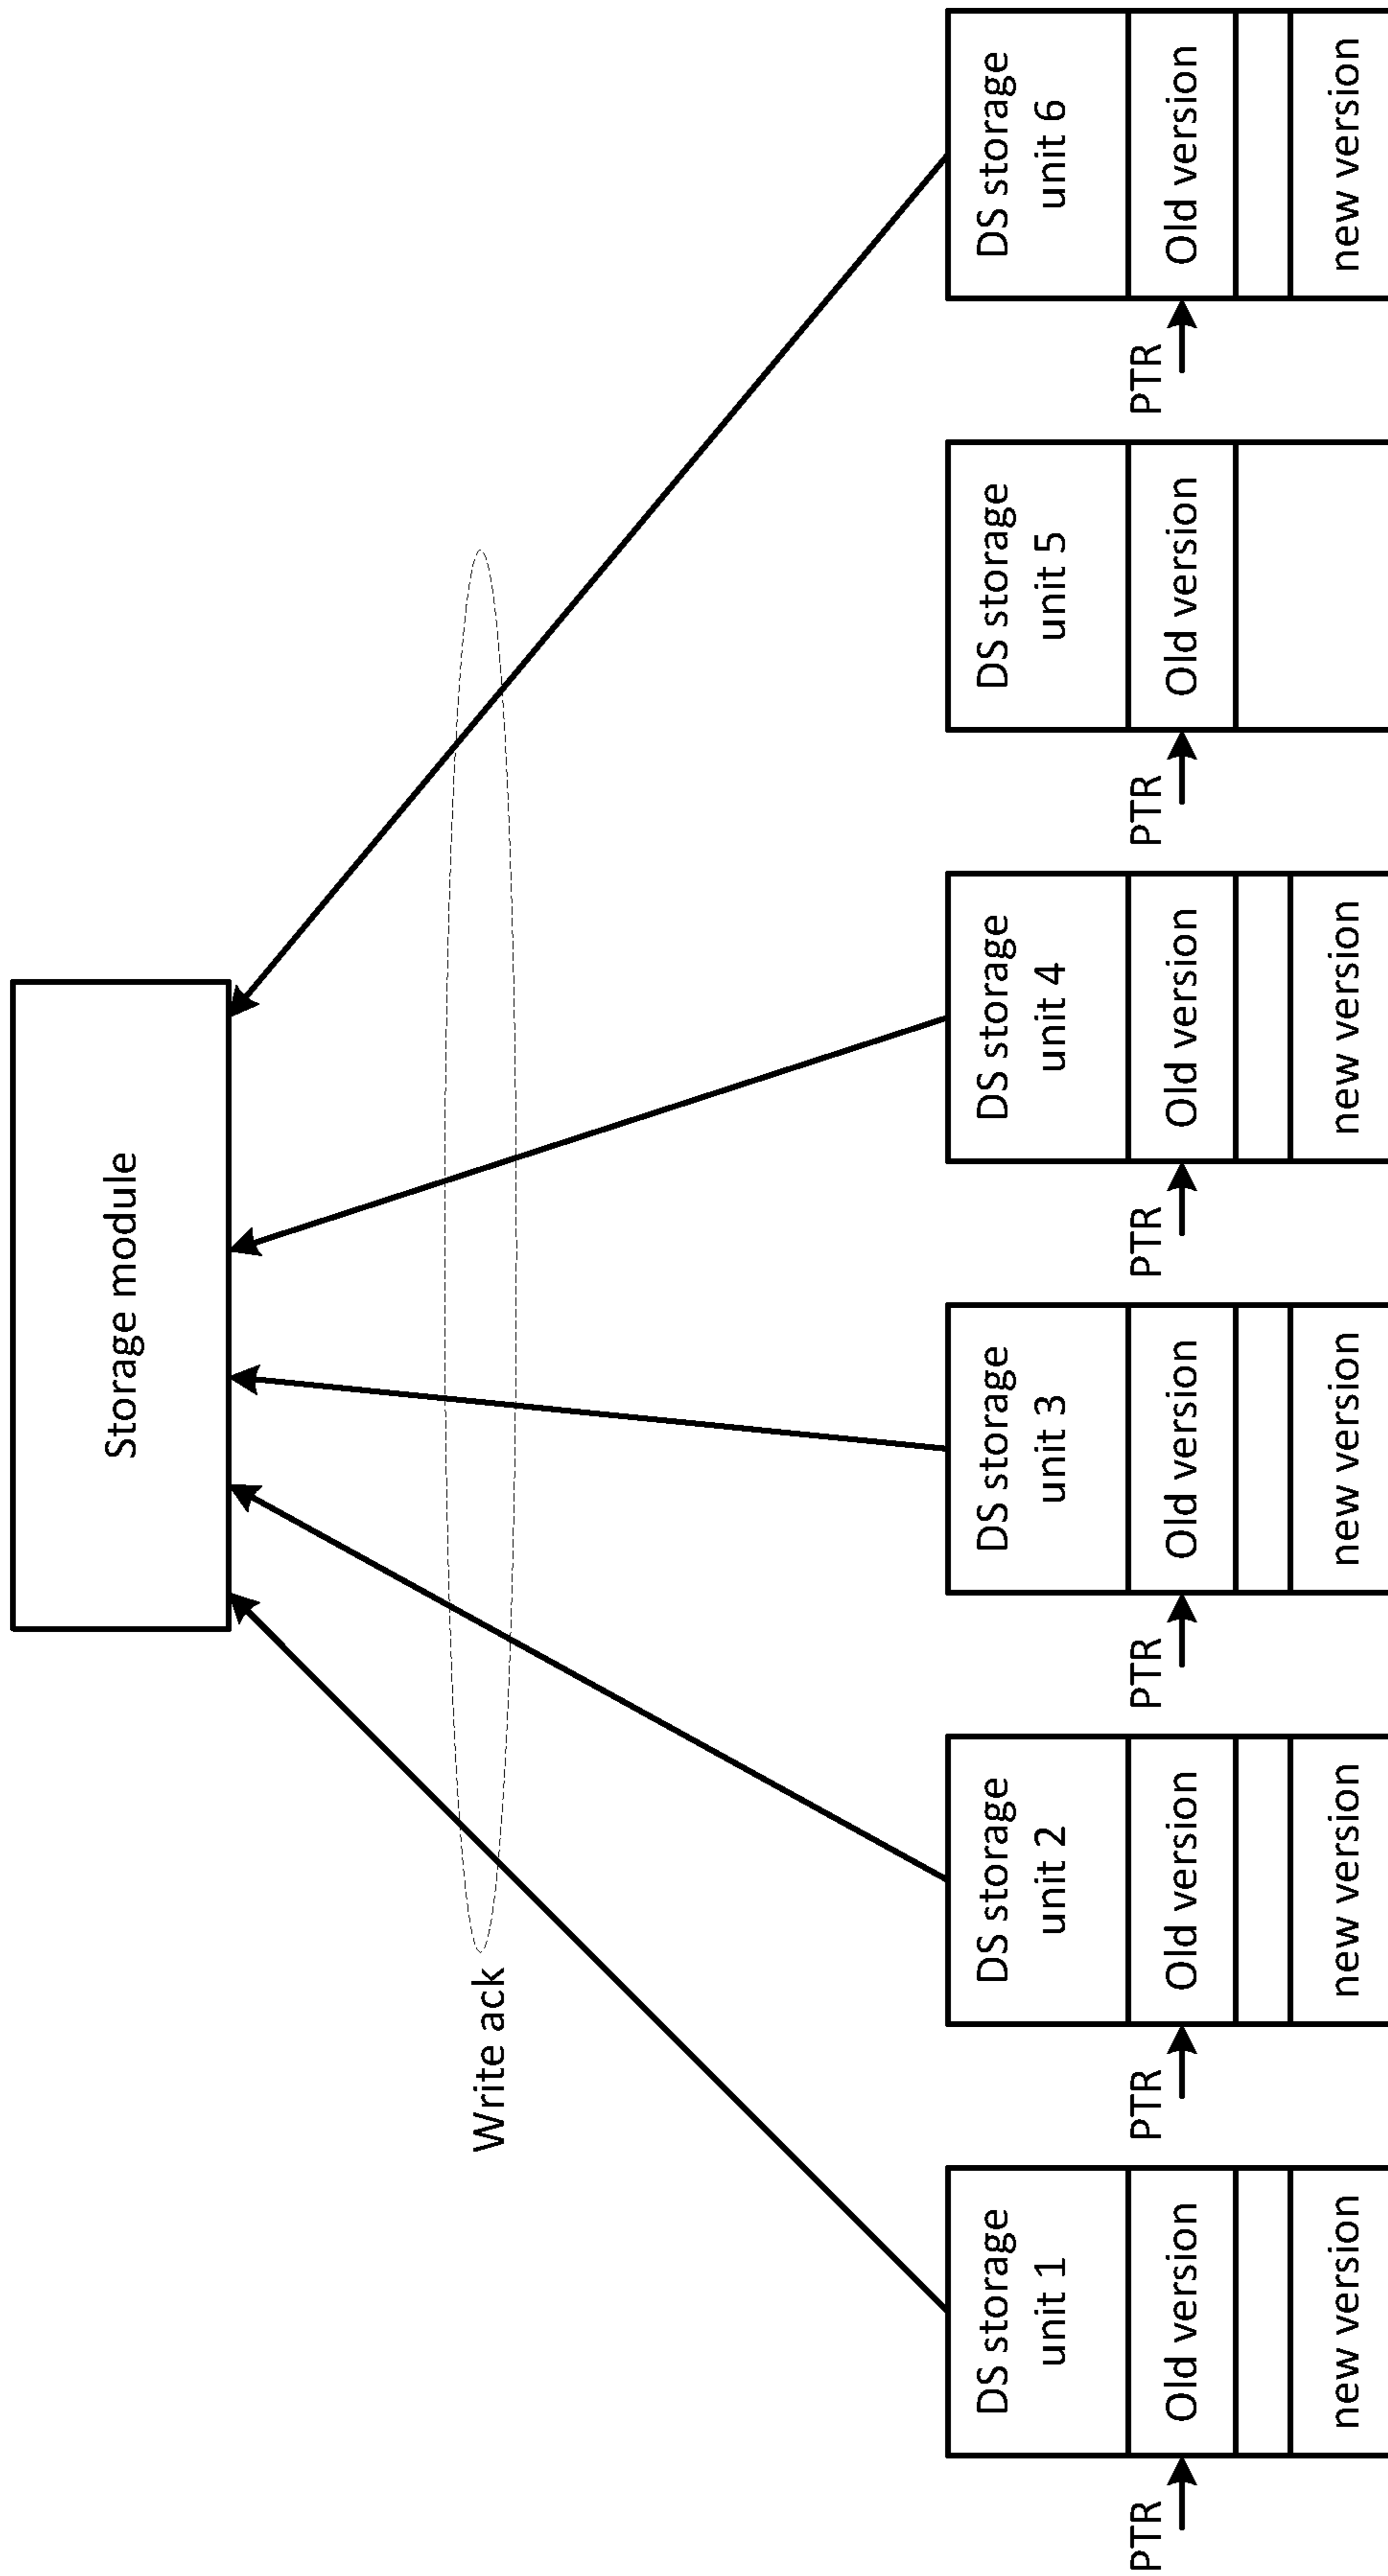 Storage module
Write ack
DS storage
unit 1
PTR
Old version
new version
DS storage
unit 2
PTR
Old version
new version
DS storage
unit 3
PTR
Old version
new version
DS storage
unit 4
PTR
Old version
new version
DS storage
unit 5
PTR
Old version
DS storage
unit 6
PTR
Old version
new version